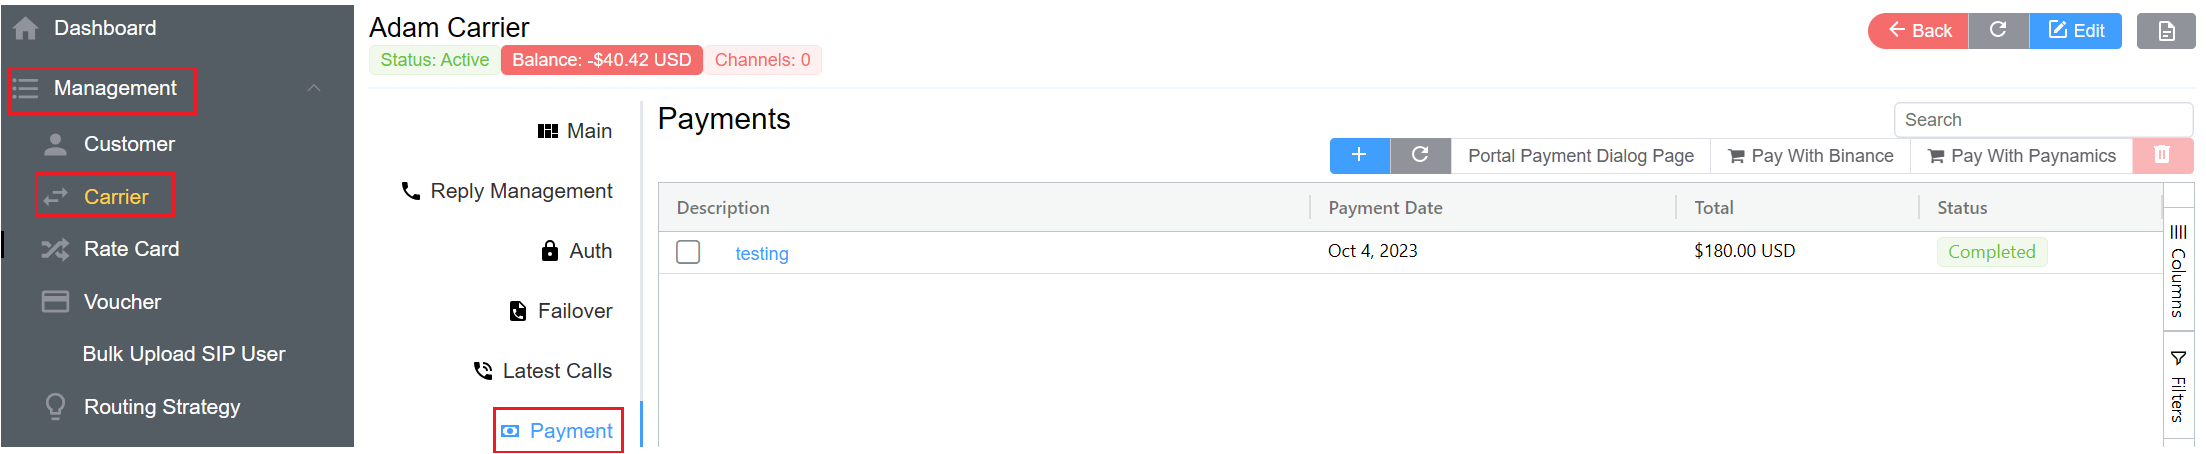 Dashboard
Management
Customer
Carrier
Rate Card
Voucher
Bulk Upload SIP User
Routing Strategy
Adam Carrier
Status: Active
Balance: -$40.42 USD
Channels: 0
Back
Edit
Main
Reply Management
Auth
Failover
Latest Calls
Payment
Payments
Search
Portal Payment Dialog Page
Pay With Binance
Pay With Paynamics
Description Payment Date Total Status
testing Oct 4, 2023 $180.00 USD Completed
Columns
Filters